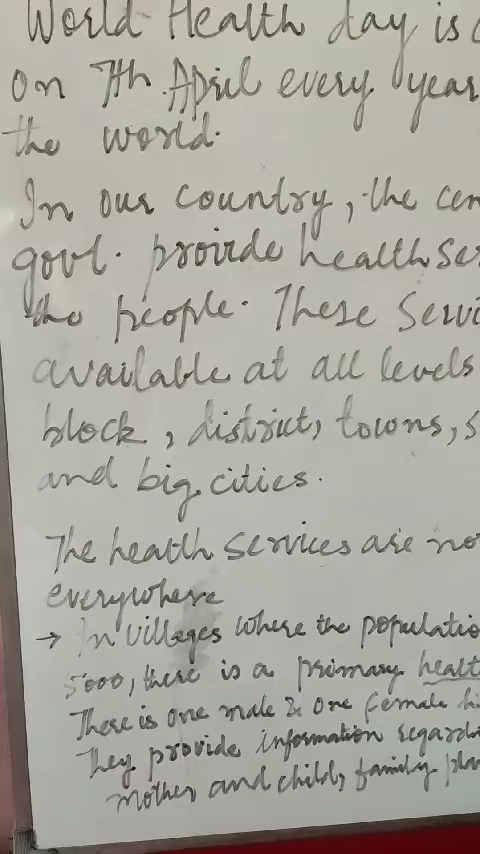 World Health day is
on 7th April every year
the world.
In our country, the cen
govt. provide health se
the people. These Servi
available at all levels
block, district, towns, s
and big cities.
The health services are no
everywhere
→ In villages where the populatio
5000, there is a primary healt
There is one male & one female
They provide information regardi
mother and child, family plan